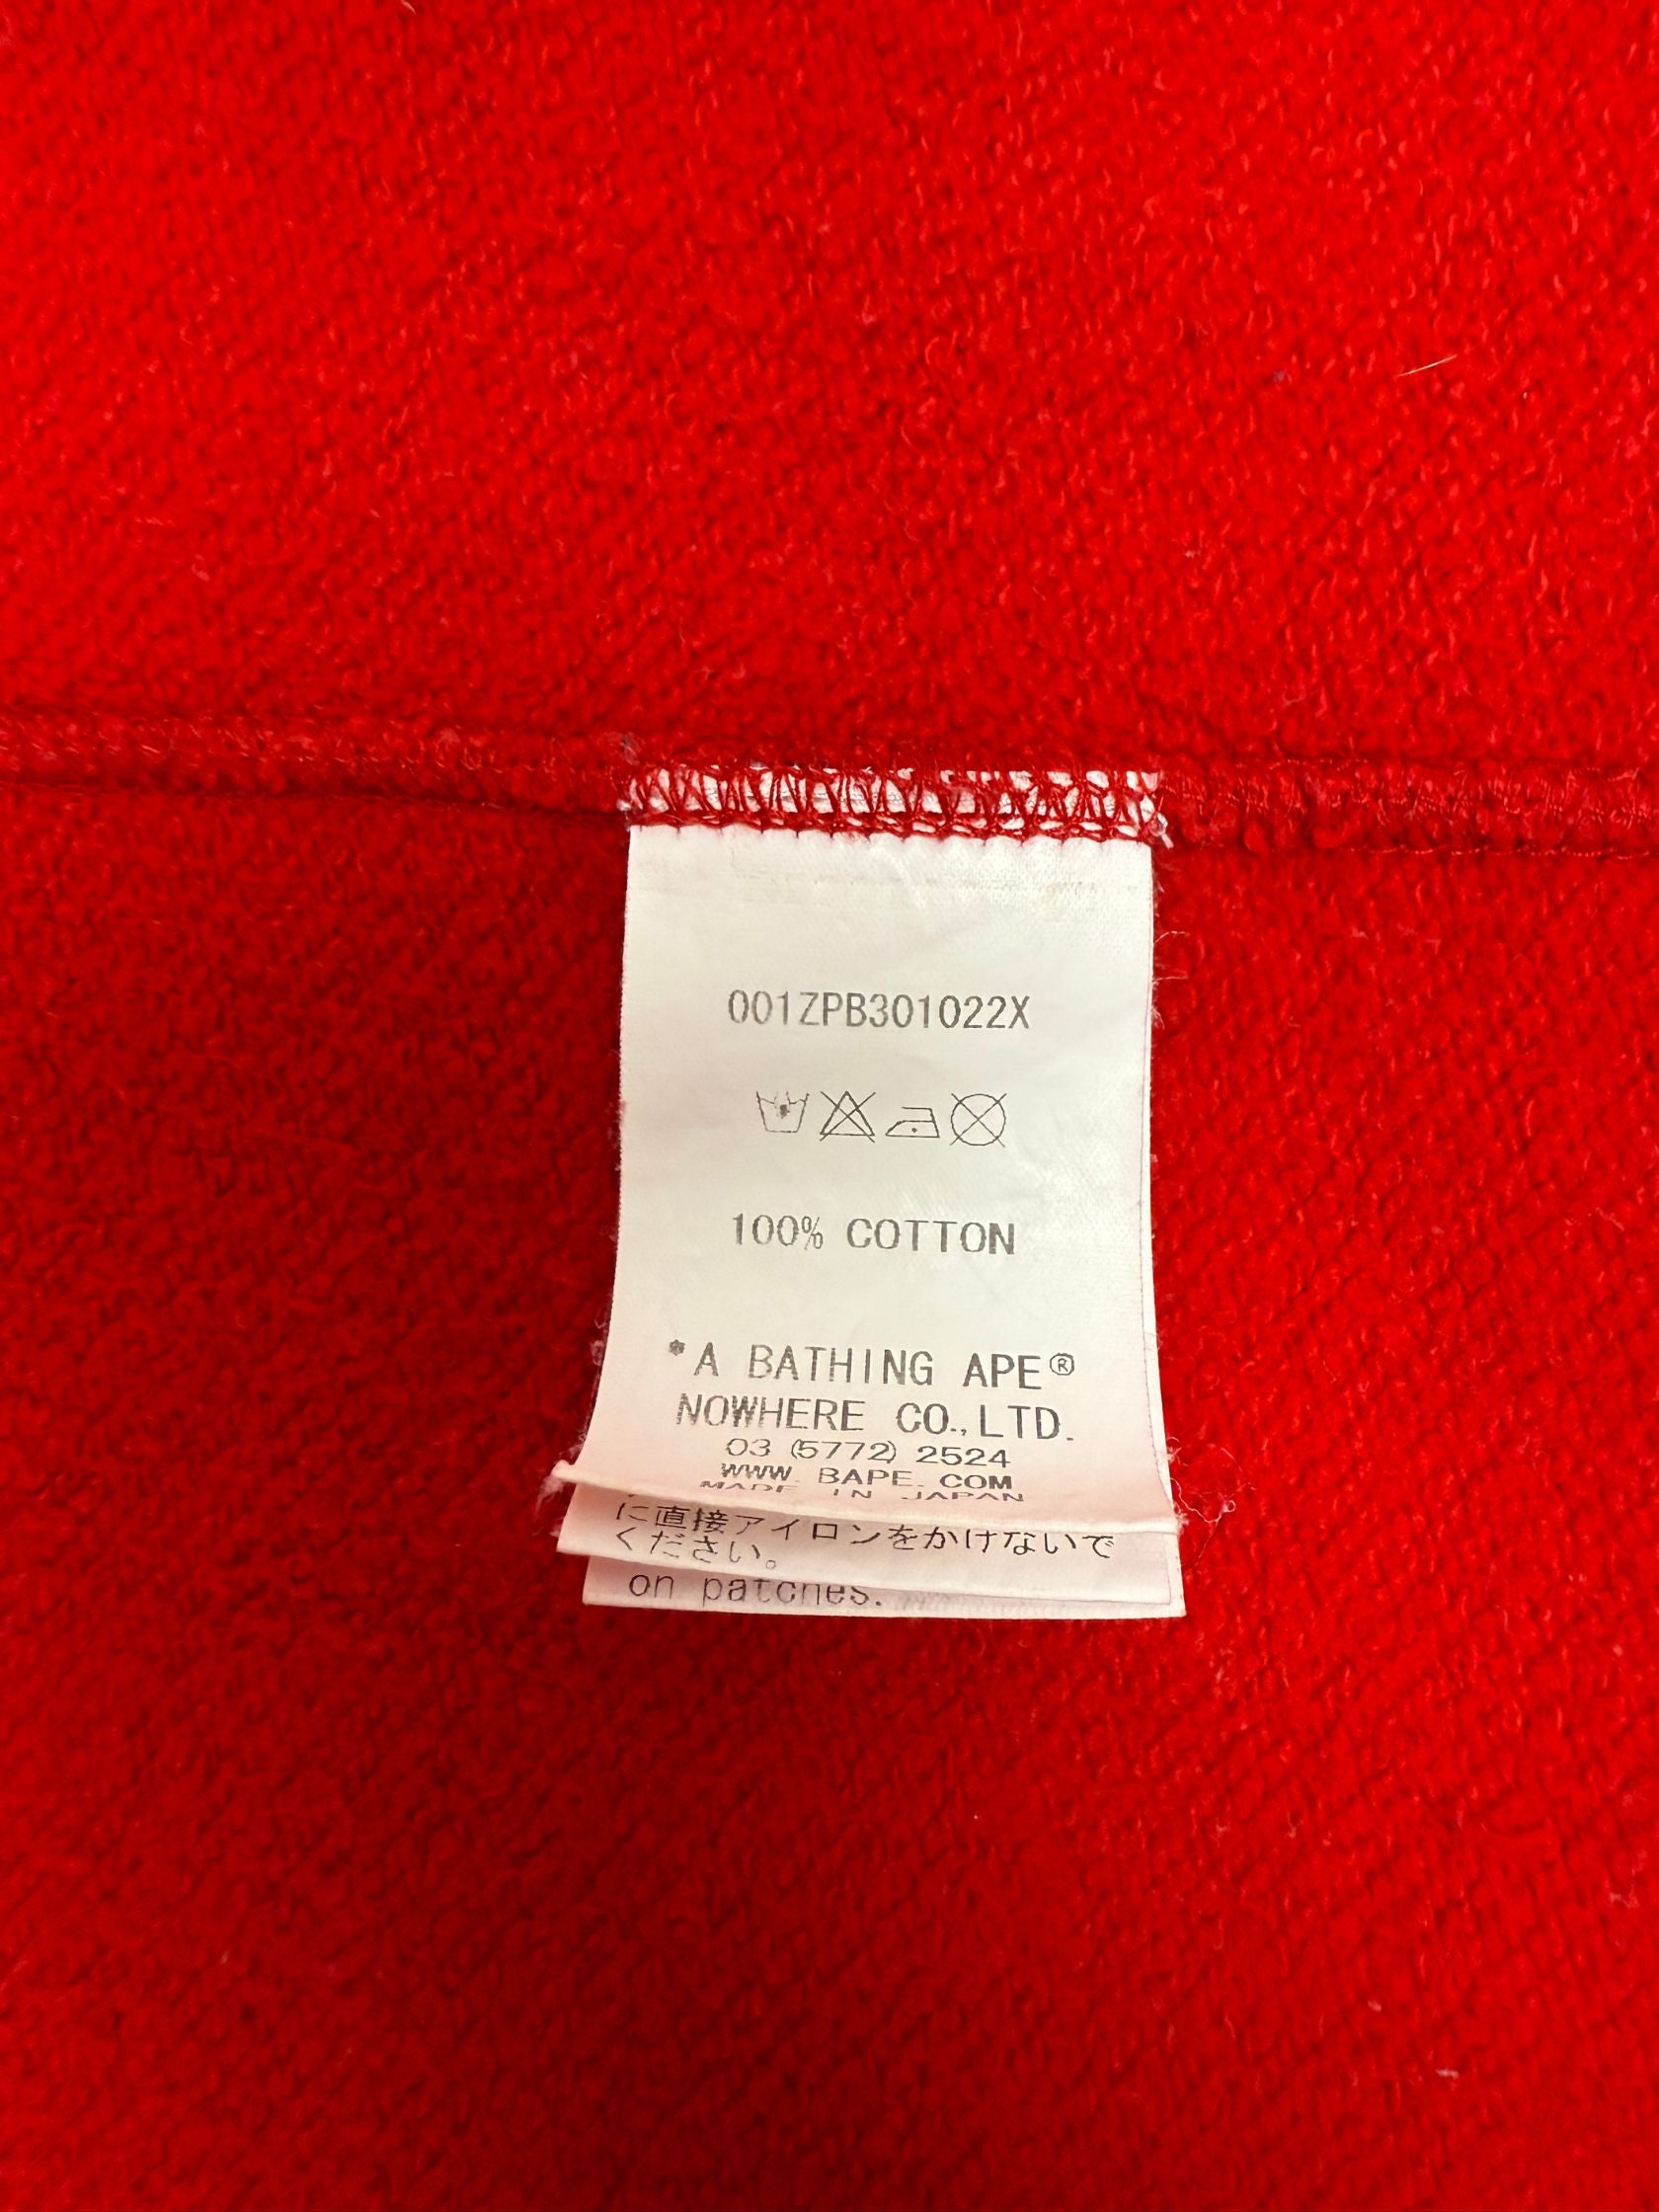 001ZPB301022X
100% COTTON
*A BATHING APE®
NOWHERE CO.,LTD.
03 (5772) 2524
WWW. BAPE. COM
MADE IN JAPAN
に直接アイロンをかけないで
ください。
on patches.